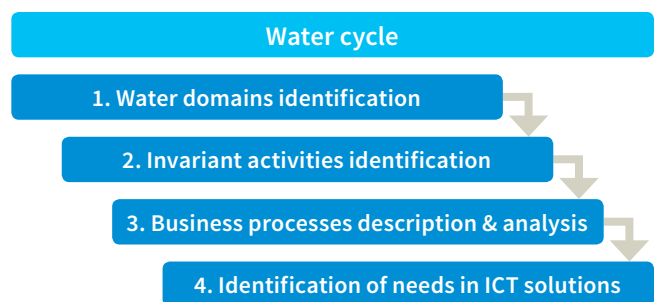 Water cycle
1. Water domains identification
2. Invariant activities identification
3. Business processes description & analysis
4. Identification of needs in ICT solutions